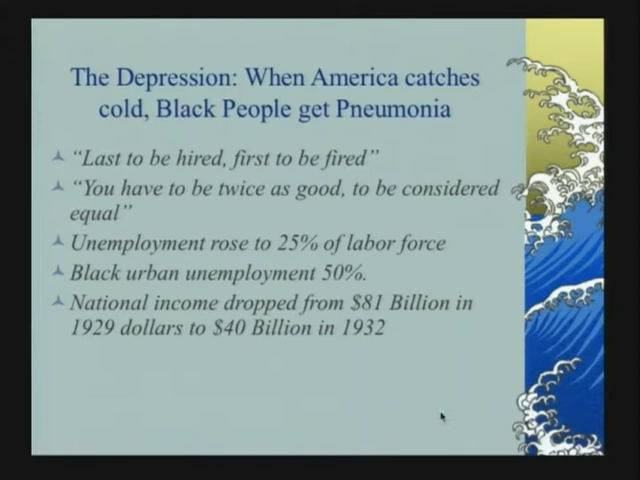 The Depression: When America catches
cold, Black People get Pneumonia
“Last to be hired, first to be fired”
“You have to be twice as good, to be considered
equal”
Unemployment rose to 25% of labor force
Black urban unemployment 50%.
National income dropped from $81 Billion in
1929 dollars to $40 Billion in 1932